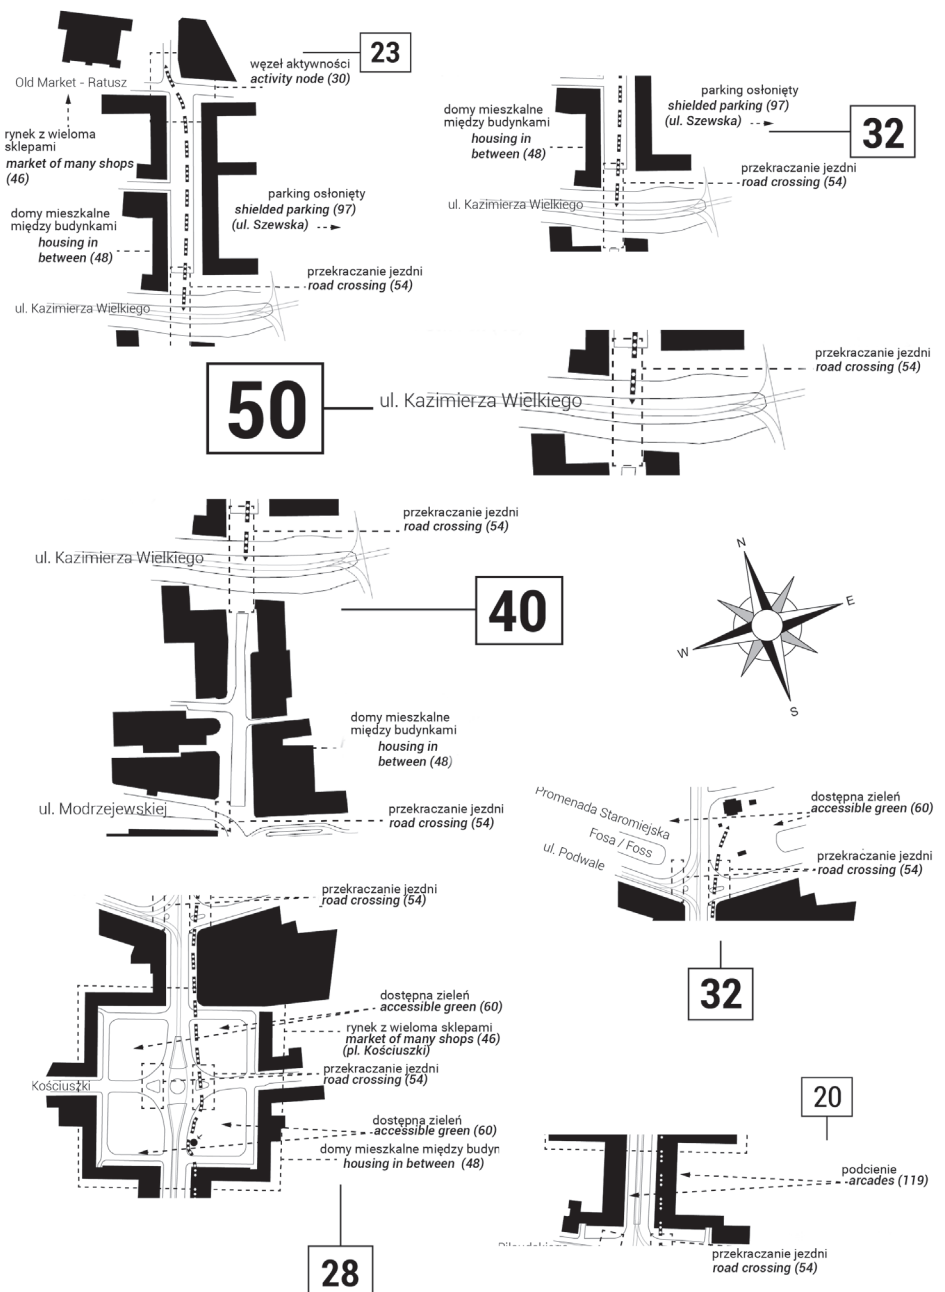 23
węzeł aktywności
activity node (30)
Old Market - Ratusz
rynek z wieloma
sklepami
market of many shops
(46)
parking osłonięty
shielded parking (97)
(ul. Szewska)
domy mieszkalne
między budynkami
housing in
between (48)
przekraczanie jezdni
road crossing (54)
ul. Kazimierza Wielkiego
parking osłonięty
shielded parking (97)
(ul. Szewska)
domy mieszkalne
między budynkami
housing in
between (48)
32
przekraczanie jezdni
road crossing (54)
ul. Kazimierza Wielkiego
przekraczanie jezdni
road crossing (54)
50
ul. Kazimierza Wielkiego
przekraczanie jezdni
road crossing (54)
ul. Kazimierza Wielkiego
40
N
E
W
S
domy mieszkalne
między budynkami
housing in
between (48)
ul. Modrzejewskiej
przekraczanie jezdni
road crossing (54)
Promenada Staromiejska
Fosa / Foss
ul. Podwale
dostępna zieleń
accessible green (60)
przekraczanie jezdni
road crossing (54)
32
przekraczanie jezdni
road crossing (54)
dostępna zieleń
accessible green (60)
rynek z wieloma sklepami
market of many shops (46)
(pl. Kościuszki)
przekraczanie jezdni
road crossing (54)
Kościuszki
dostępna zieleń
accessible green (60)
domy mieszkalne między budyn
housing in between (48)
28
20
podcienie
arcades (119)
przekraczanie jezdni
road crossing (54)